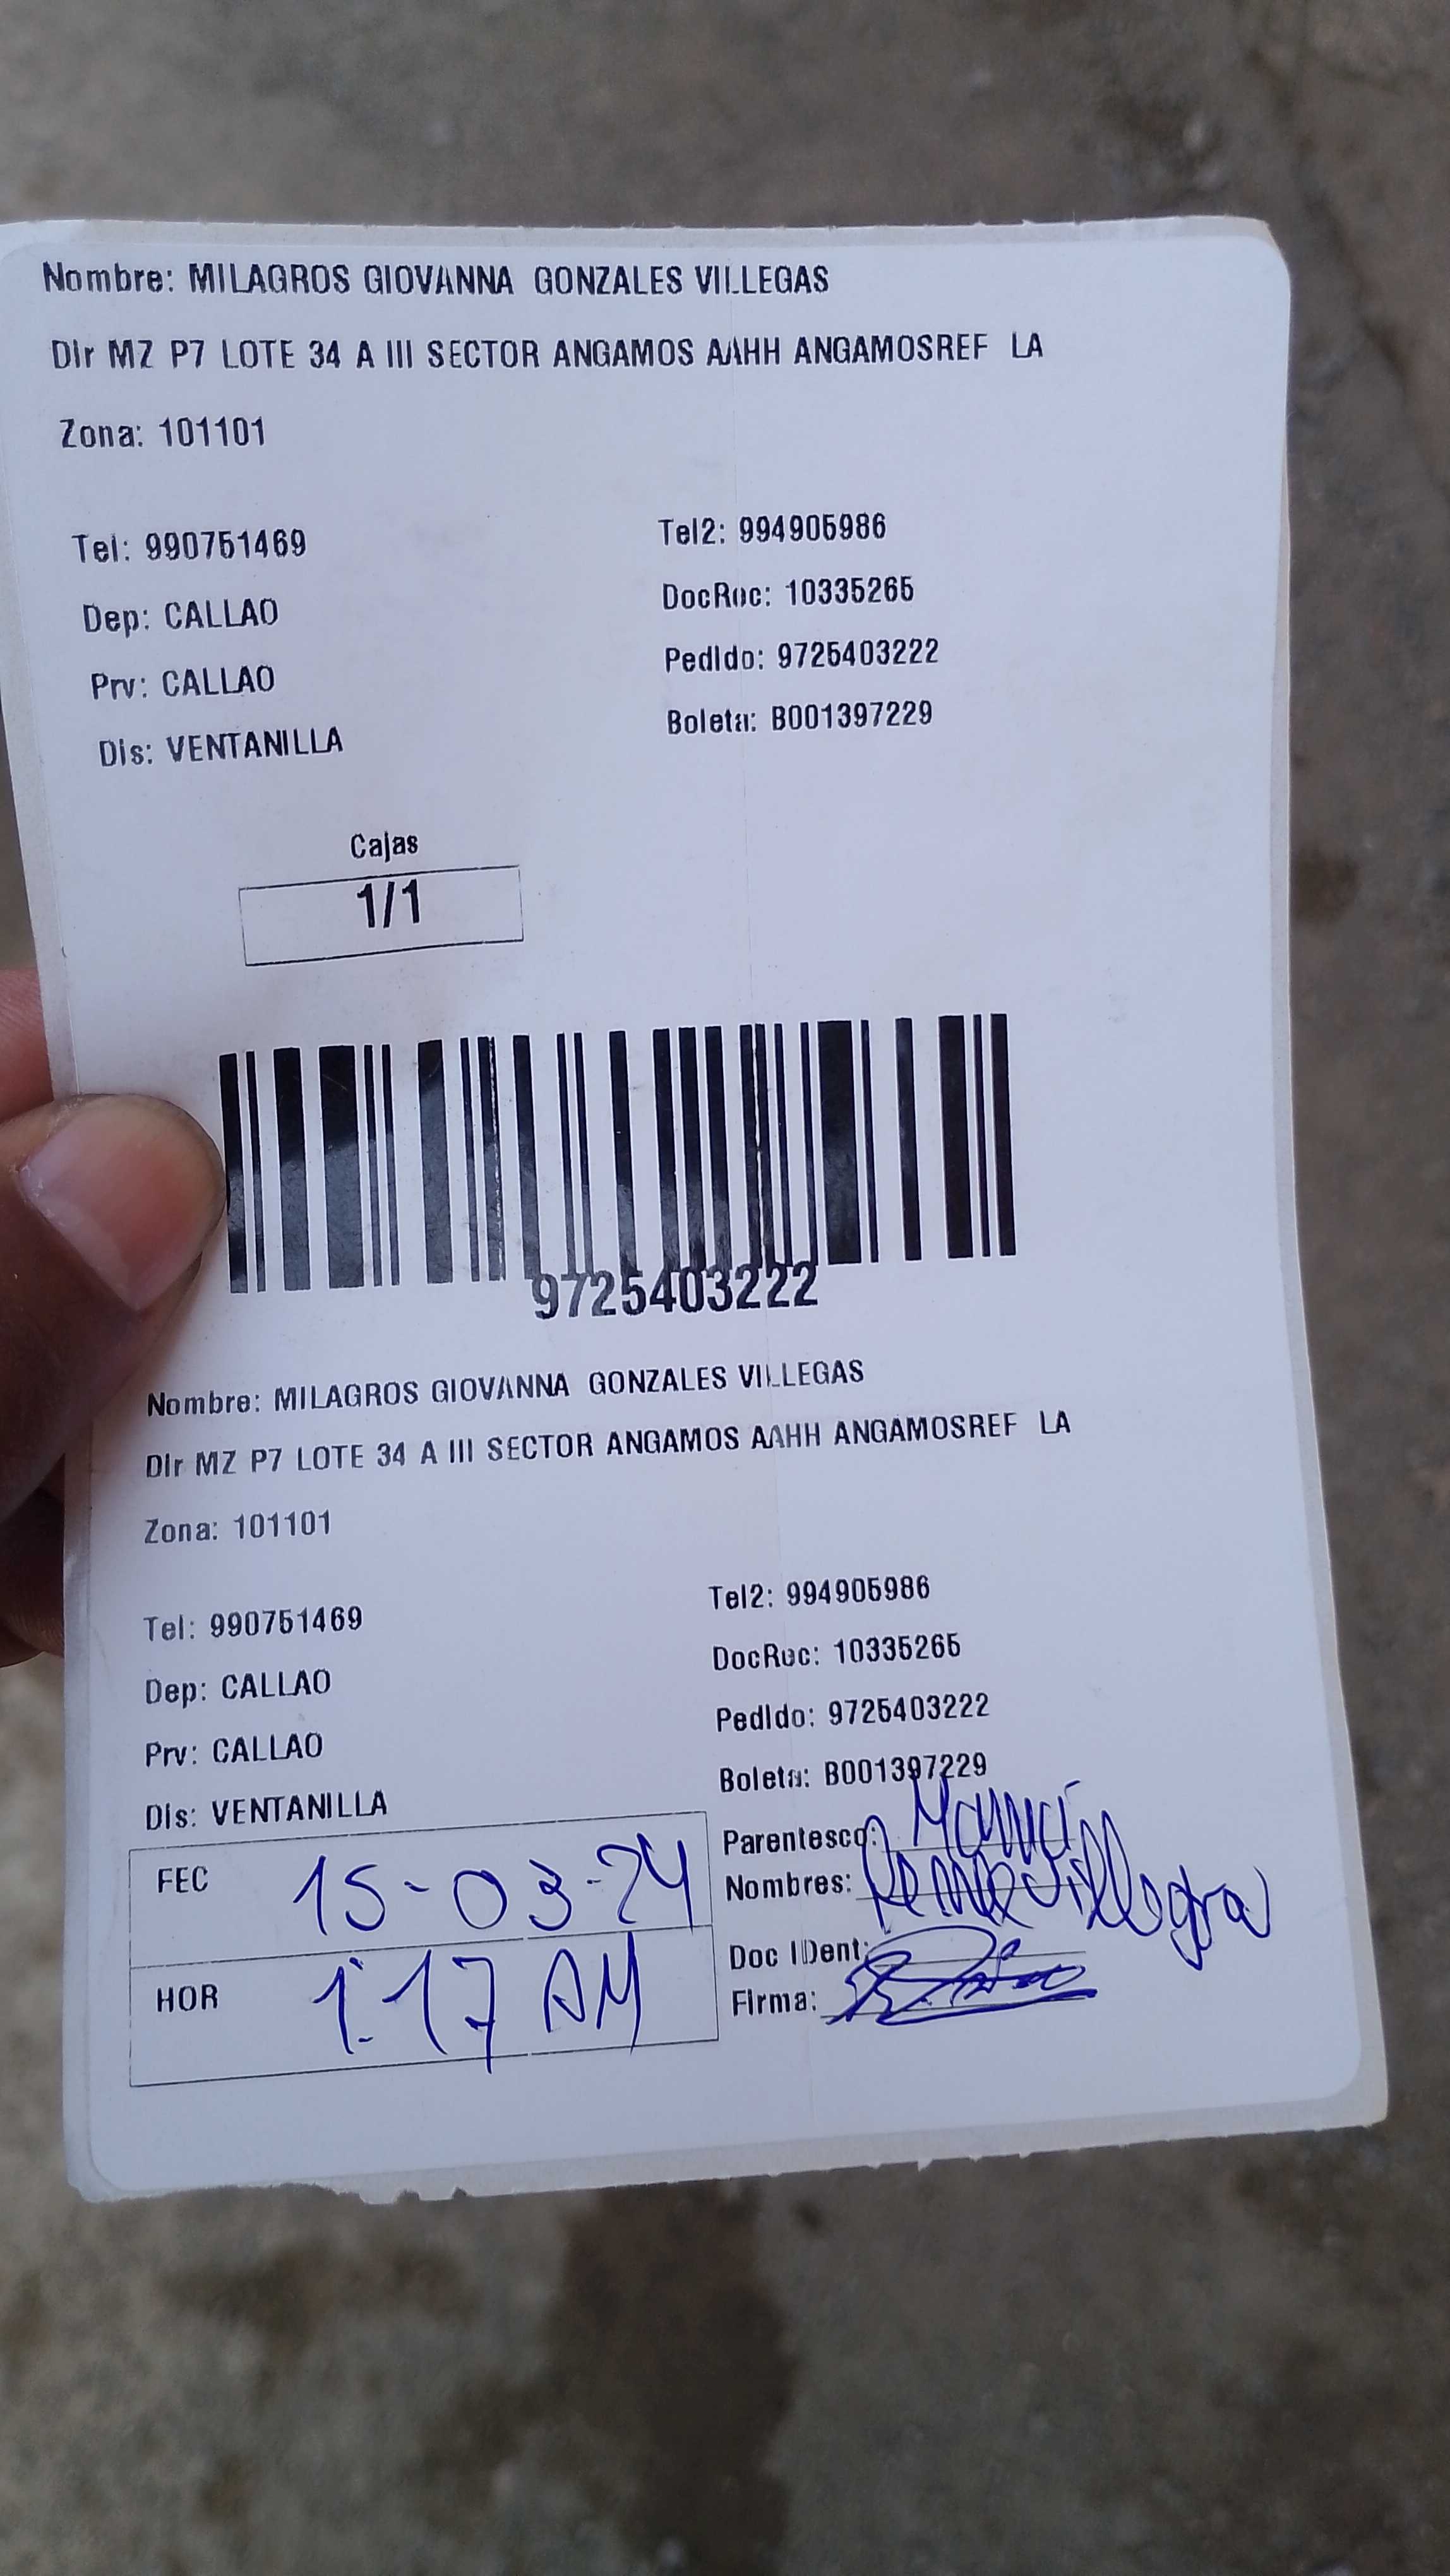 Nombre: MILAGROS GIOVANNA GONZALES VILLEGAS
Dir MZ P7 LOTE 34 A III SECTOR ANGAMOS AAHH ANGAMOSREF LA
Zona: 101101
Tel: 990751469 Tel2: 994905986
Dep: CALLAO DocRuc: 10335265
Prv: CALLAO Pedido: 9725403222
Dis: VENTANILLA Boleta: B001397229
Cajas
1/1
9725403222
Nombre: MILAGROS GIOVANNA GONZALES VILLEGAS
Dir MZ P7 LOTE 34 A III SECTOR ANGAMOS AAHH ANGAMOSREF LA
Zona: 101101
Tel: 990751469 Tel2: 994905986
Dep: CALLAO DocRuc: 10335265
Prv: CALLAO Pedido: 9725403222
Dis: VENTANILLA Boleta: B001397229
FEC 15-03-24 Parentesco: Mamá
Nombres:
HOR 1:17 AM Doc IDent:
Firma: